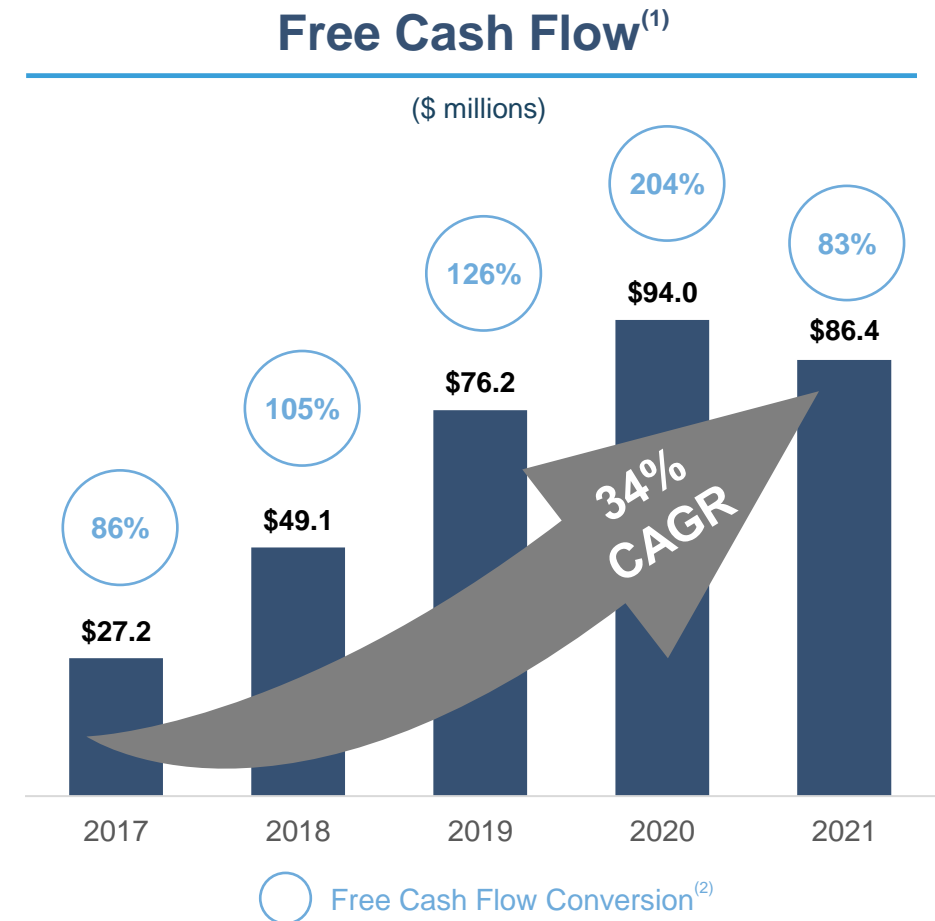 Free Cash Flow(1)
($ millions)
204%
83%
126%
$94.0
$86.4
$76.2
105%
34%
CAGR
$49.1
86%
$27.2
2017 2018 2019 2020 2021
Free Cash Flow Conversion(2)